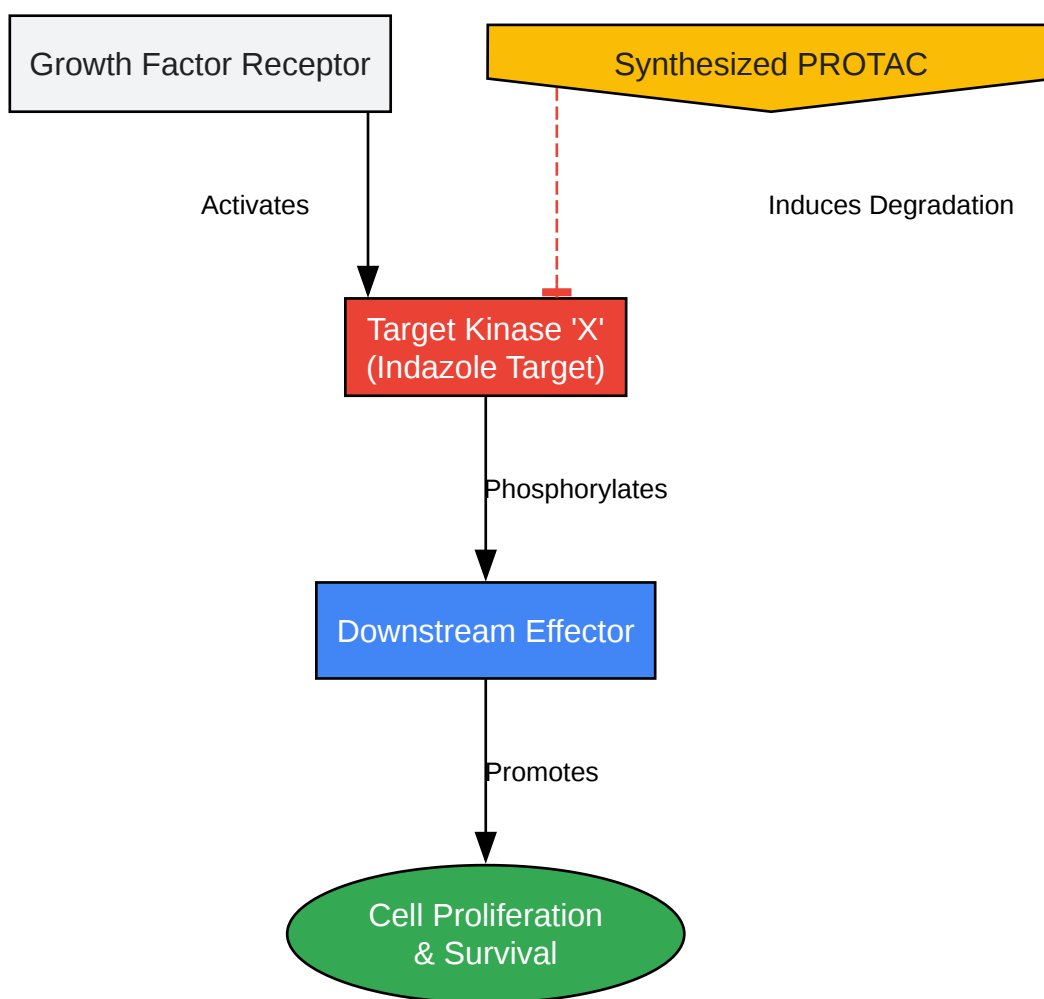 Growth Factor Receptor
Synthesized PROTAC
Activates
Induces Degradation
Target Kinase 'X'
(Indazole Target)
Phosphorylates
Downstream Effector
Promotes
Cell Proliferation
& Survival